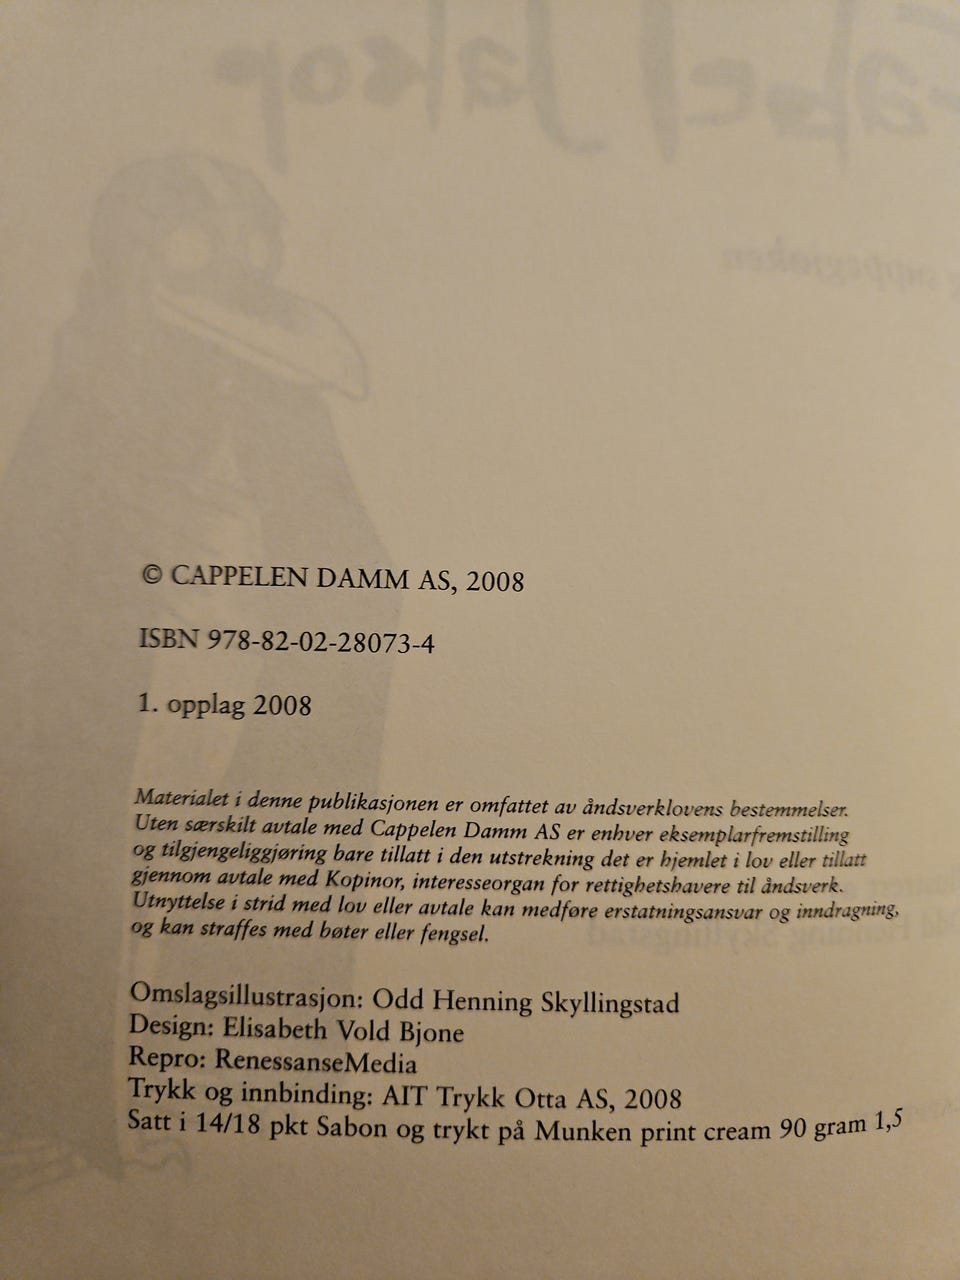 © CAPPELEN DAMM AS, 2008
ISBN 978-82-02-28073-4
1. opplag 2008
Materialet i denne publikasjonen er omfattet av åndsverklovens bestemmelser.
Uten særskilt avtale med Cappelen Damm AS er enhver eksemplarfremstilling
og tilgjengeliggjøring bare tillatt i den utstrekning det er hjemlet i lov eller tillatt
gjennom avtale med Kopinor, interesseorgan for rettighetshavere til åndsverk.
Utnyttelse i strid med lov eller avtale kan medføre erstatningsansvar og inndragning,
og kan straffes med bøter eller fengsel.
Omslagsillustrasjon: Odd Henning Skyllingstad
Design: Elisabeth Vold Bjone
Repro: RenessanseMedia
Trykk og innbinding: AIT Trykk Otta AS, 2008
Satt i 14/18 pkt Sabon og trykt på Munken print cream 90 gram 1,5